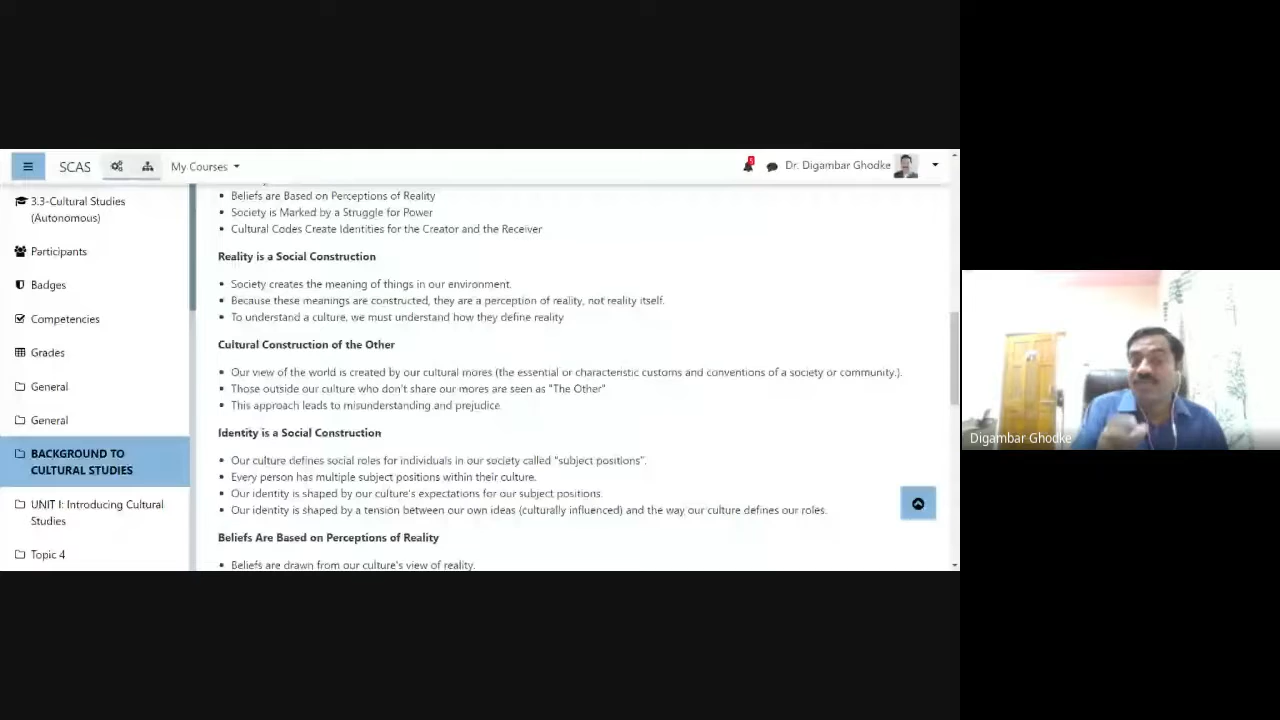 SCAS
My Courses
Dr. Digambar Ghodke
3.3-Cultural Studies
(Autonomous)
Participants
Badges
Competencies
Grades
General
General
BACKGROUND TO
CULTURAL STUDIES
UNIT I: Introducing Cultural
Studies
Topic 4
Beliefs are Based on Perceptions of Reality
Society is Marked by a Struggle for Power
Cultural Codes Create Identities for the Creator and the Receiver
Reality is a Social Construction
Society creates the meaning of things in our environment.
Because these meanings are constructed, they are a perception of reality, not reality itself.
To understand a culture, we must understand how they define reality
Cultural Construction of the Other
Our view of the world is created by our cultural mores (the essential or characteristic customs and conventions of a society or community.).
Those outside our culture who don't share our mores are seen as "The Other"
This approach leads to misunderstanding and prejudice
Identity is a Social Construction
Our culture defines social roles for individuals in our society called "subject positions".
Every person has multiple subject positions within their culture.
Our identity is shaped by our culture's expectations for our subject positions.
Our identity is shaped by a tension between our own ideas (culturally influenced) and the way our culture defines our roles.
Beliefs Are Based on Perceptions of Reality
Beliefs are drawn from our culture's view of reality.
Digambar Ghodke